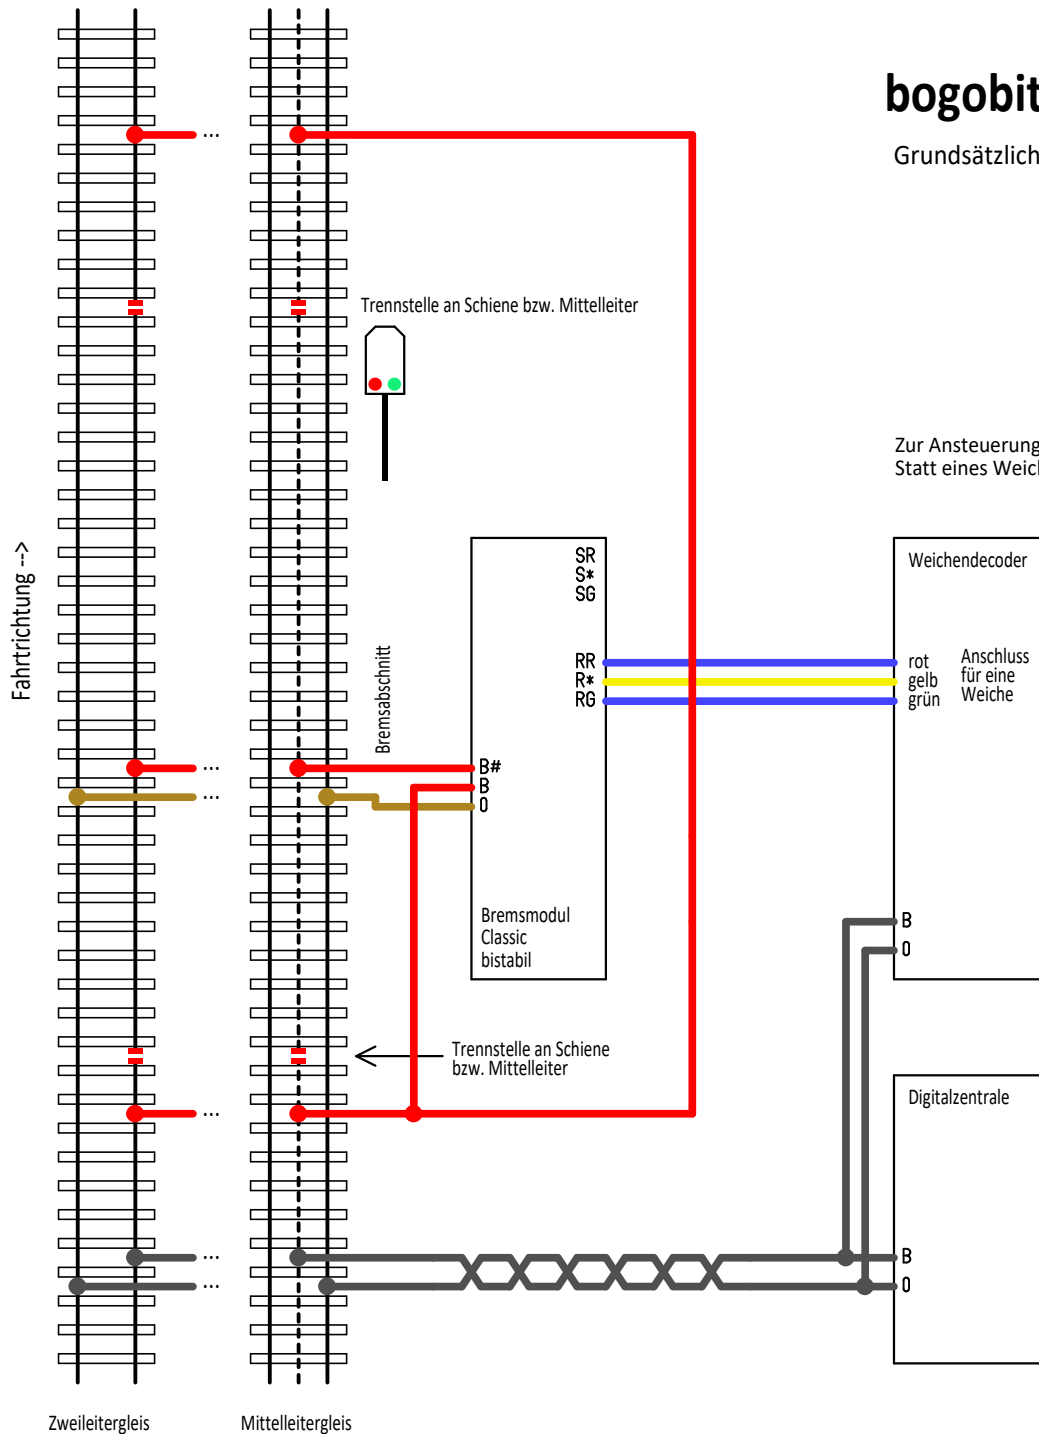 bogobit
Grundsätzlich
...
...
Trennstelle an Schiene bzw. Mittelleiter
Zur Ansteuerung
Statt eines Weich
Fahrtrichtung -->
Bremsabschnitt
SR
S*
SG
RR
R*
RG
B#
B
0
Bremsmodul
Classic
bistabil
Weichendecoder
rot
gelb
grün
Anschluss
für eine
Weiche
B
0
...
...
Trennstelle an Schiene
bzw. Mittelleiter
Digitalzentrale
B
0
...
...
Zweileitergleis
Mittelleitergleis